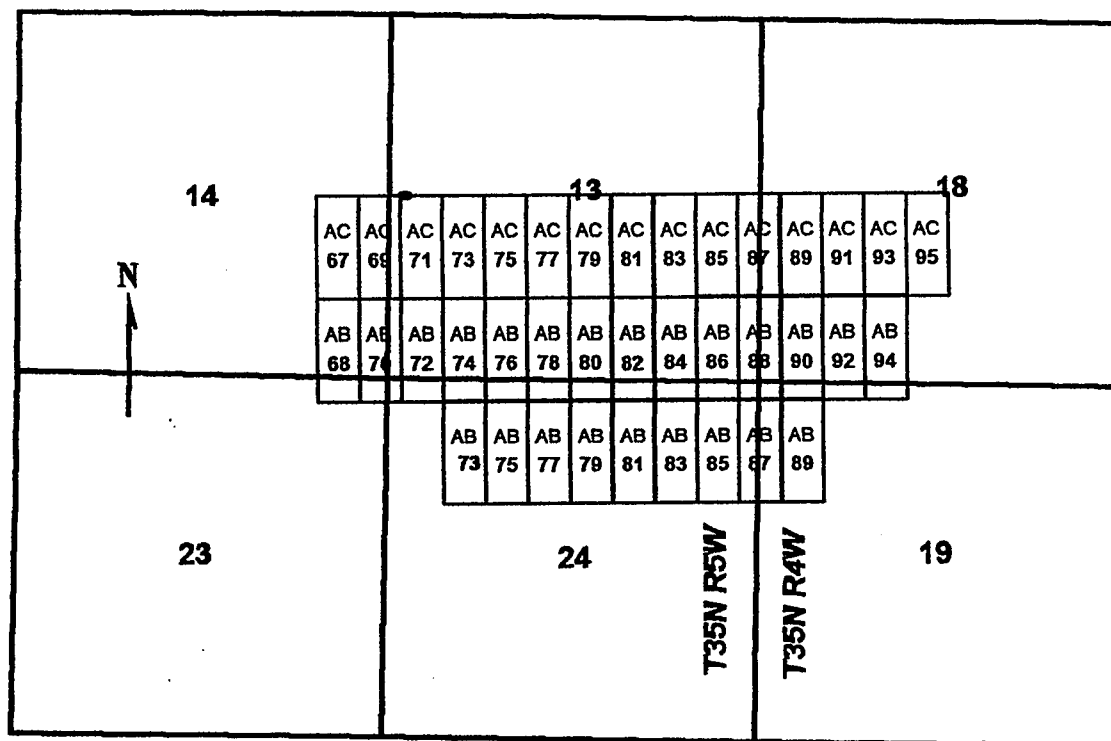 14
13
18
AC AC AC AC AC AC AC AC AC AC AC AC AC AC AC
67 69 71 73 75 77 79 81 83 85 87 89 91 93 95
N
AB AB AB AB AB AB AB AB AB AB AB AB AB AB
68 70 72 74 76 78 80 82 84 86 88 90 92 94
AB AB AB AB AB AB AB AB AB
73 75 77 79 81 83 85 87 89
23
24
19
T35N R5W
T35N R4W